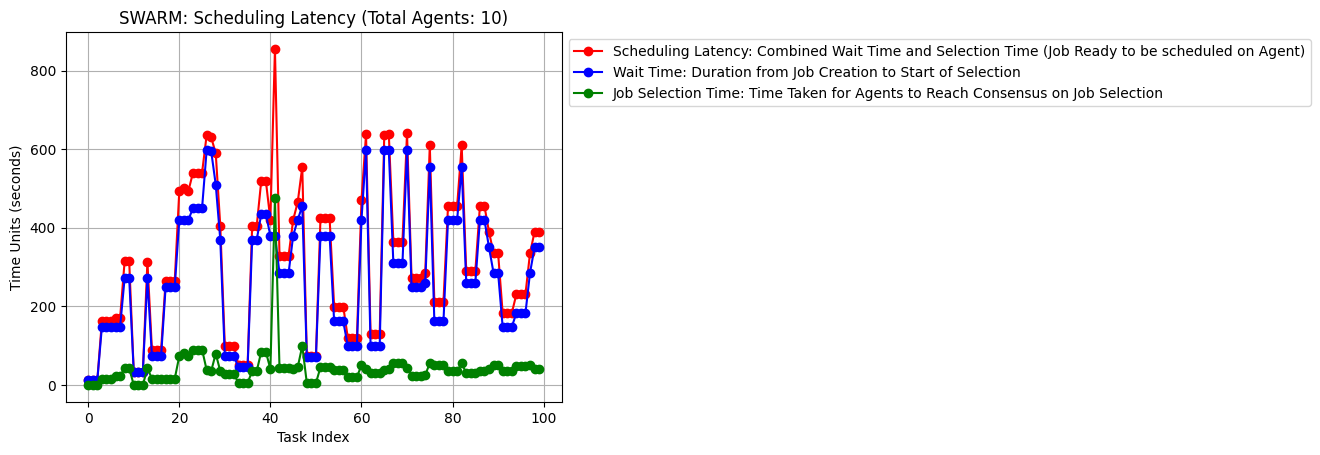 SWARM: Scheduling Latency (Total Agents: 10)
Scheduling Latency: Combined Wait Time and Selection Time (Job Ready to be scheduled on Agent)
Wait Time: Duration from Job Creation to Start of Selection
Job Selection Time: Time Taken for Agents to Reach Consensus on Job Selection
Time Units (seconds)
800
600
400
200
0
0 20 40 60 80 100
Task Index